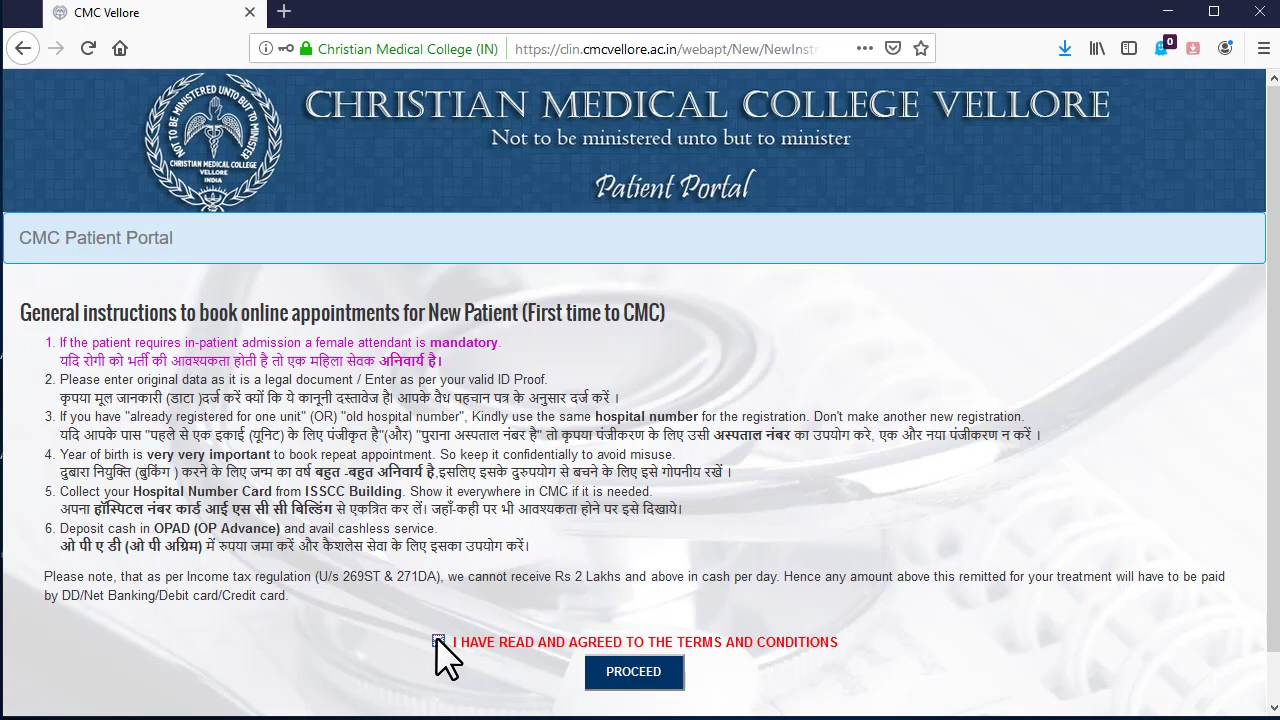 CMC Vellore
Christian Medical College (IN)
https://clin.cmcvellore.ac.in/webapt/New/NewInstr
0
NOT TO BE MINISTERED UNTO BUT TO MINISTER
CHRISTIAN MEDICAL COLLEGE
VELLORE
INDIA
CHRISTIAN MEDICAL COLLEGE VELLORE
Not to be ministered unto but to minister
Patient Portal
CMC Patient Portal
General instructions to book online appointments for New Patient (First time to CMC)
1. If the patient requires in-patient admission a female attendant is mandatory.
यदि रोगी को भर्ती की आवश्यकता होती है तो एक महिला सेवक अनिवार्य है।
2. Please enter original data as it is a legal document / Enter as per your valid ID Proof.
कृपया मूल जानकारी (डाटा )दर्ज करें क्यों कि ये कानूनी दस्तावेज है। आपके वैध पहचान पत्र के अनुसार दर्ज करें ।
3. If you have "already registered for one unit" (OR) "old hospital number", Kindly use the same hospital number for the registration. Don't make another new registration.
यदि आपके पास "पहले से एक इकाई (यूनिट) के लिए पंजीकृत है"(और) "पुराना अस्पताल नंबर है" तो कृपया पंजीकरण के लिए उसी अस्पताल नंबर का उपयोग करे, एक और नया पंजीकरण न करें ।
4. Year of birth is very very important to book repeat appointment. So keep it confidentially to avoid misuse.
दुबारा नियुक्ति (बुकिंग ) करने के लिए जन्म का वर्ष बहुत -बहुत अनिवार्य है,इसलिए इसके दुरुपयोग से बचने के लिए इसे गोपनीय रखें ।
5. Collect your Hospital Number Card from ISSCC Building. Show it everywhere in CMC if it is needed.
अपना हॉस्पिटल नंबर कार्ड आई एस सी सी बिल्डिंग से एकत्रित कर लें। जहाँ-कही पर भी आवश्यकता होने पर इसे दिखाये।
6. Deposit cash in OPAD (OP Advance) and avail cashless service.
ओ पी ए डी (ओ पी अग्रिम) में रुपया जमा करें और कैशलेस सेवा के लिए इसका उपयोग करें।
Please note, that as per Income tax regulation (U/s 269ST & 271DA), we cannot receive Rs 2 Lakhs and above in cash per day. Hence any amount above this remitted for your treatment will have to be paid
by DD/Net Banking/Debit card/Credit card.
I HAVE READ AND AGREED TO THE TERMS AND CONDITIONS
PROCEED